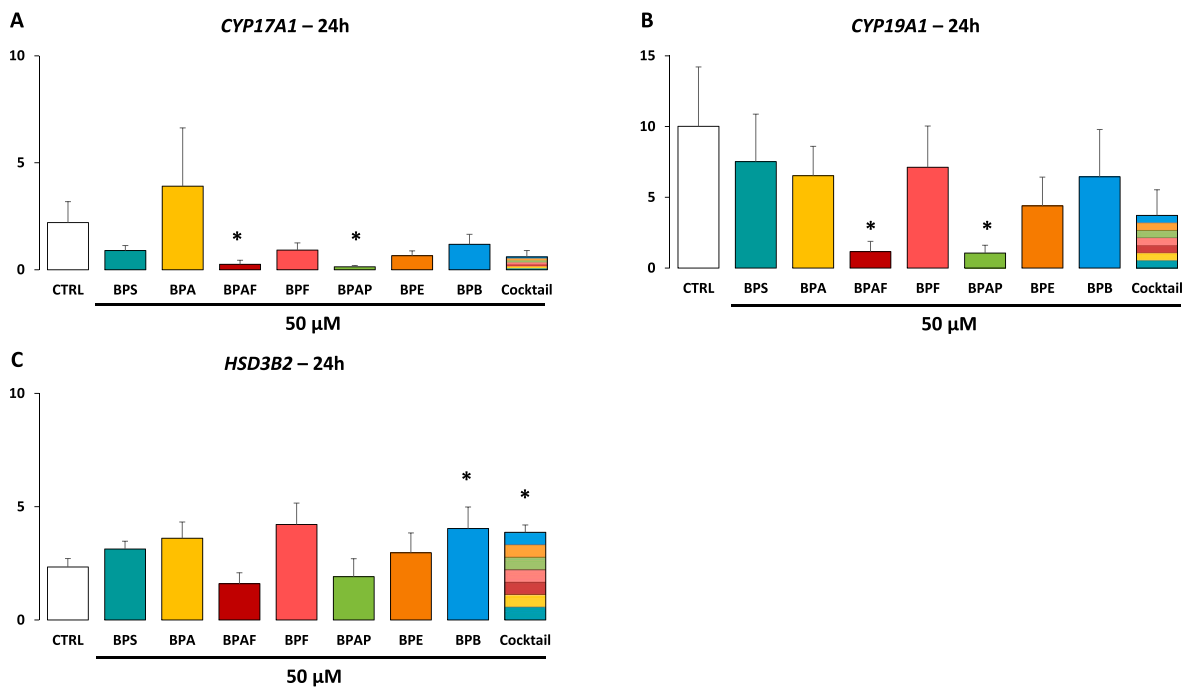 A
CYP17A1 – 24h
10
5
0
CTRL BPS BPA BPAF BPF BPAP BPE BPB Cocktail
* *
50 µM
B
CYP19A1 – 24h
15
10
5
0
CTRL BPS BPA BPAF BPF BPAP BPE BPB Cocktail
* *
50 µM
C
HSD3B2 – 24h
10
5
0
CTRL BPS BPA BPAF BPF BPAP BPE BPB Cocktail
* *
50 µM